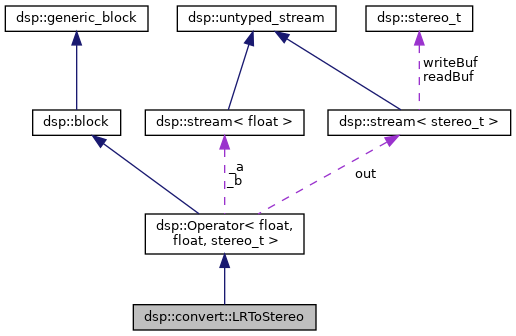 dsp::generic_block
dsp::untyped_stream
dsp::stereo_t
writeBuf
readBuf
dsp::block
dsp::stream< float >
dsp::stream< stereo_t >
_a
_b
out
dsp::Operator< float,
float, stereo_t >
dsp::convert::LRToStereo